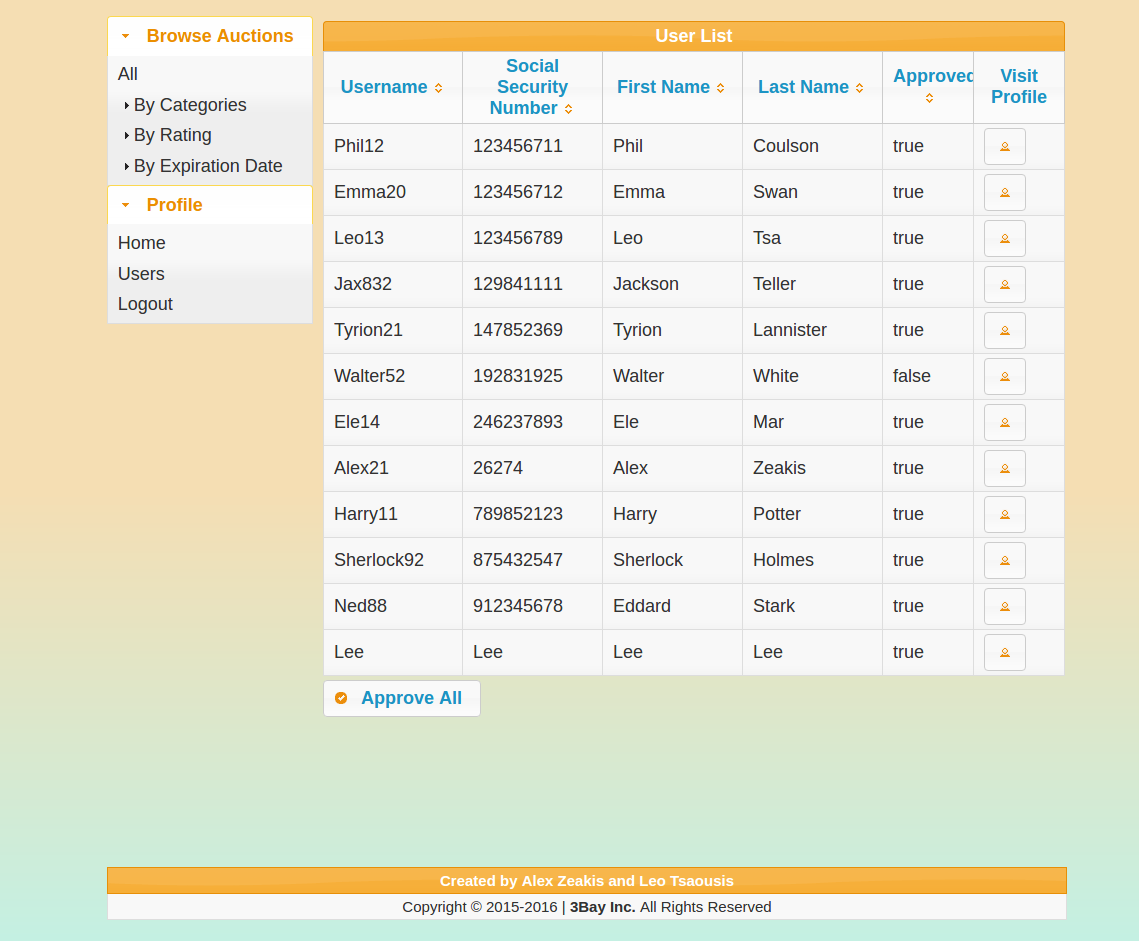 Browse Auctions
All
By Categories
By Rating
By Expiration Date
Profile
Home
Users
Logout
User List
Username Social Security Number First Name Last Name Approved Visit Profile
Phil12 123456711 Phil Coulson true
Emma20 123456712 Emma Swan true
Leo13 123456789 Leo Tsa true
Jax832 129841111 Jackson Teller true
Tyrion21 147852369 Tyrion Lannister true
Walter52 192831925 Walter White false
Ele14 246237893 Ele Mar true
Alex21 26274 Alex Zeakis true
Harry11 789852123 Harry Potter true
Sherlock92 875432547 Sherlock Holmes true
Ned88 912345678 Eddard Stark true
Lee Lee Lee Lee true
Approve All
Created by Alex Zeakis and Leo Tsaousis
Copyright © 2015-2016 | 3Bay Inc. All Rights Reserved